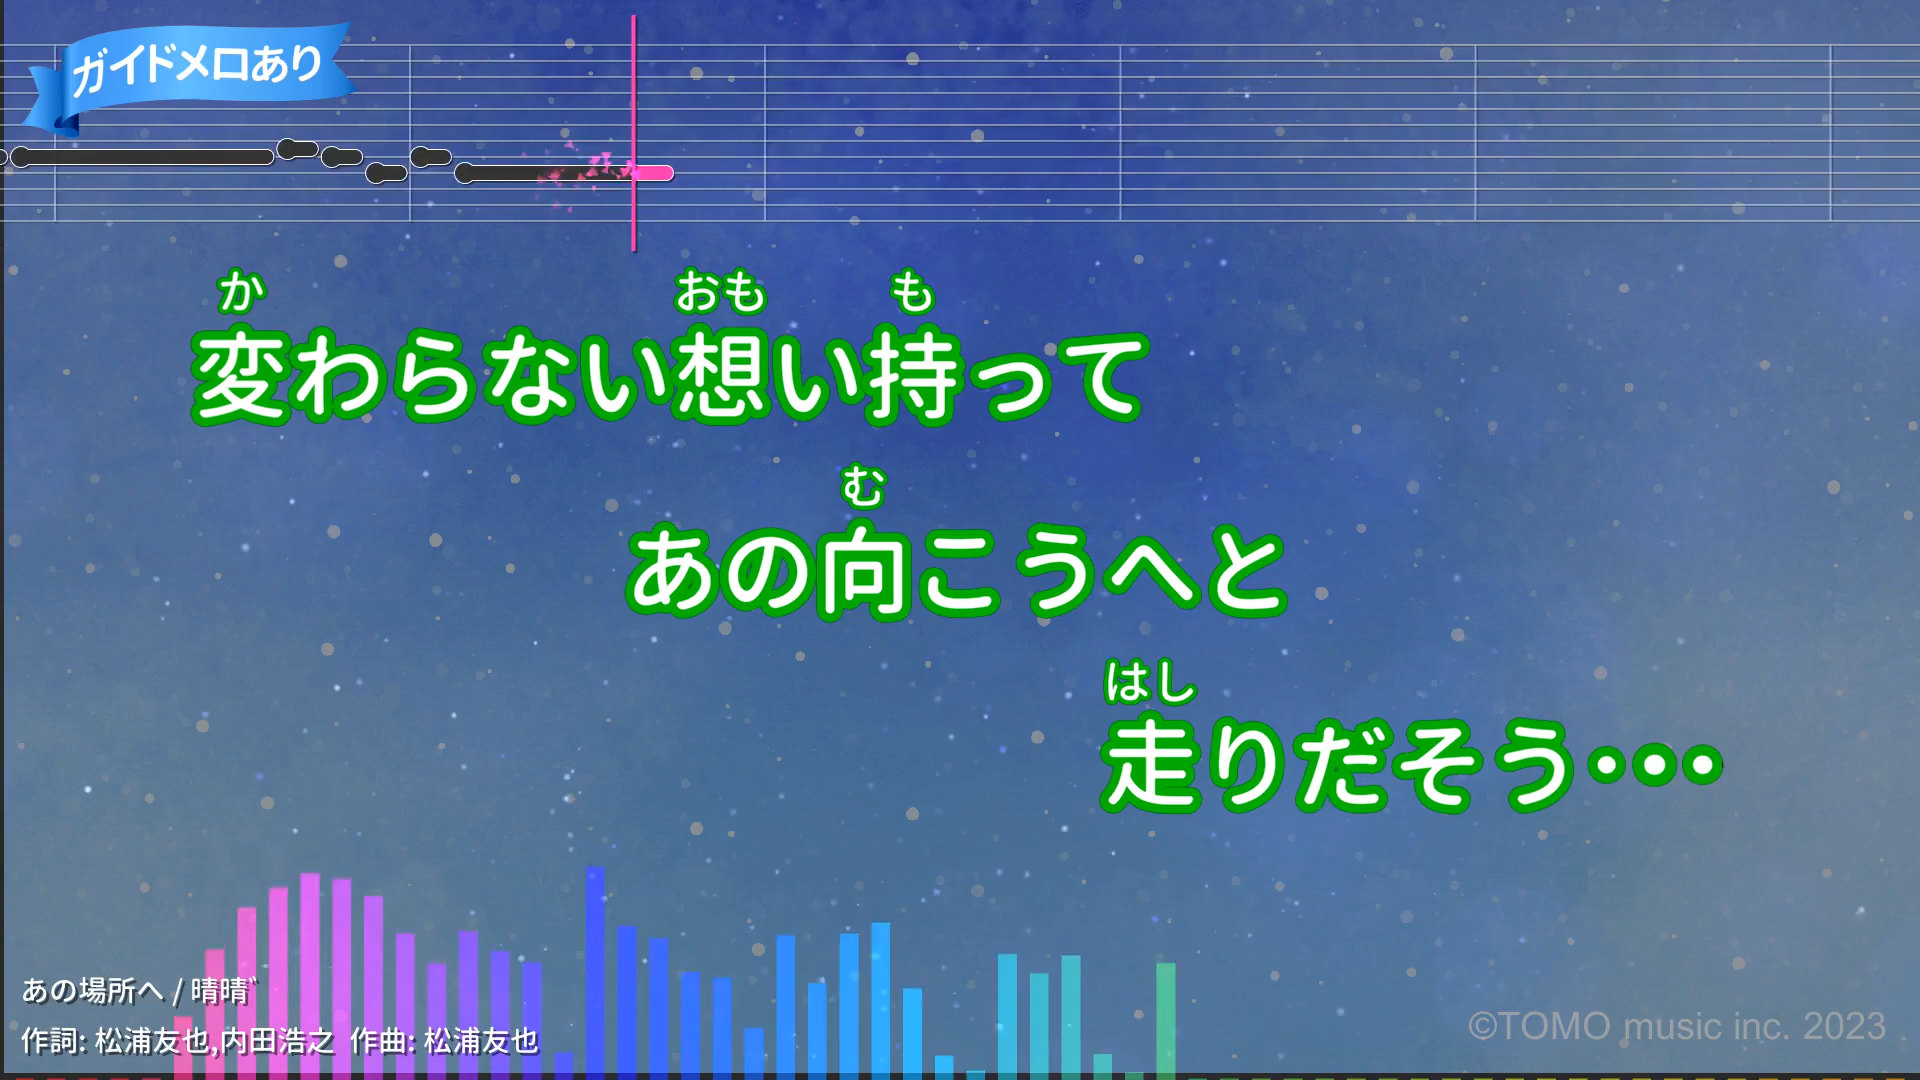 ガイドメロあり
か おも も
変わらない想い持って
む
あの向こうへと
はし
走りだそう･･･
あの場所へ / 晴晴゛
作詞: 松浦友也,内田浩之 作曲: 松浦友也
©TOMO music inc. 2023